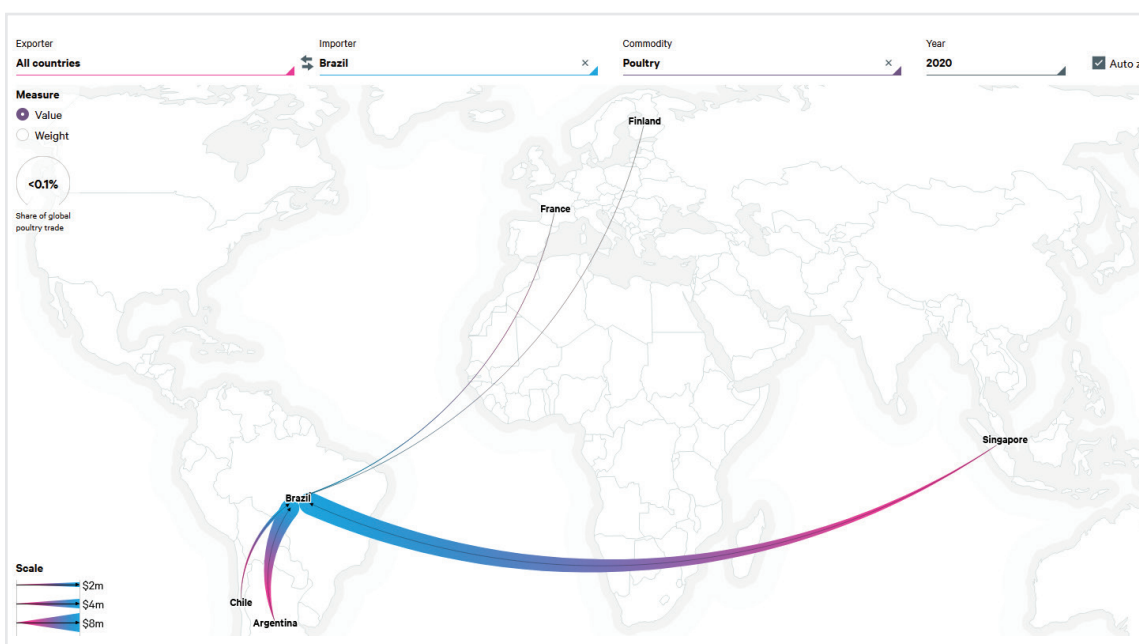 Exporter
All countries
Importer
Brazil ×
Commodity
Poultry ×
Year
2020
Auto z
Measure
Value
Weight
<0.1%
Share of global
poultry trade
Finland
France
Singapore
Brazil
Chile
Argentina
Scale
$2m
$4m
$8m